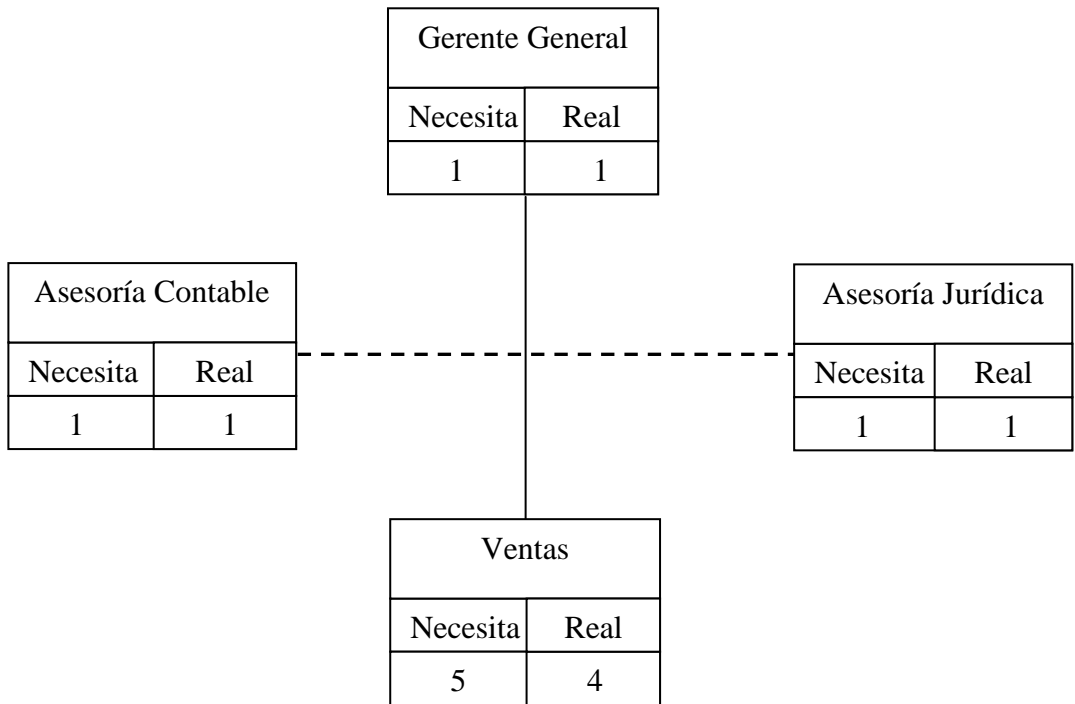 Gerente General
Necesita Real
1 1
Asesoría Contable
Necesita Real
1 1
Asesoría Jurídica
Necesita Real
1 1
Ventas
Necesita Real
5 4